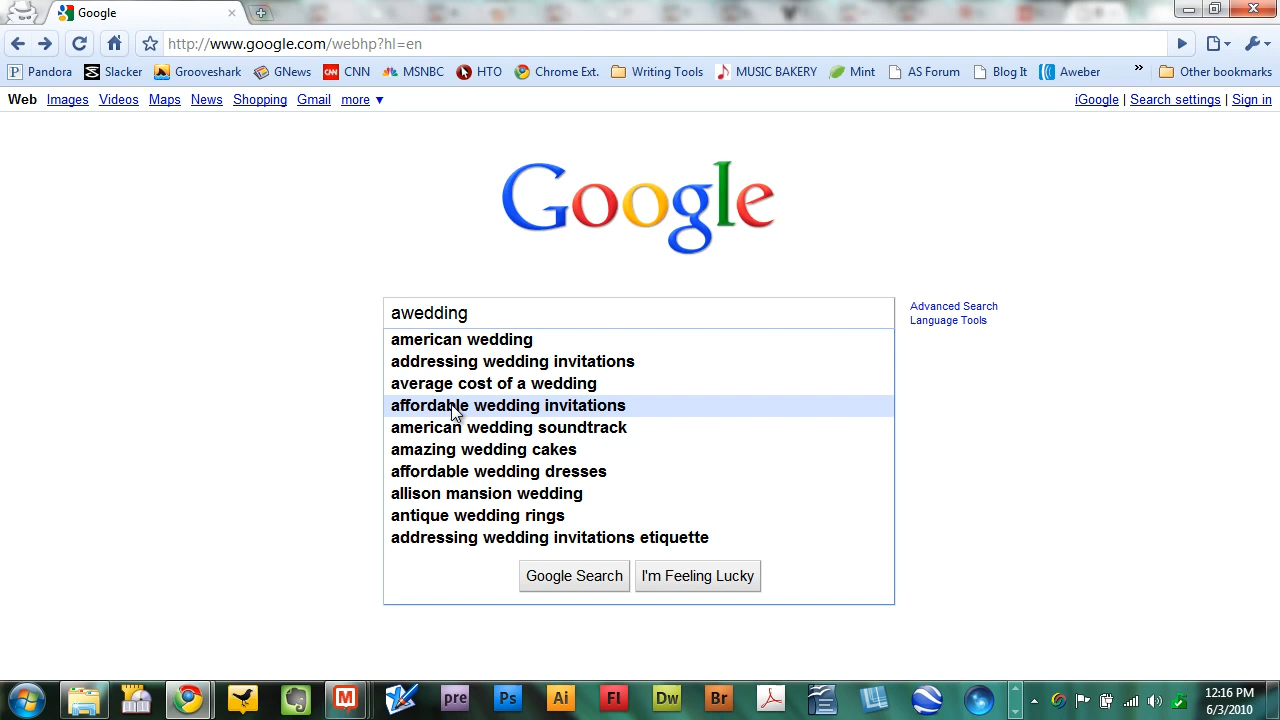 Google
http://www.google.com/webhp?hl=en
Pandora Slacker Grooveshark GNews CNN MSNBC HTO Chrome Ext. Writing Tools MUSIC BAKERY Mint AS Forum Blog It Aweber » Other bookmarks
Web Images Videos Maps News Shopping Gmail more ▼ iGoogle | Search settings | Sign in
Google
awedding
Advanced Search
Language Tools
american wedding
addressing wedding invitations
average cost of a wedding
affordable wedding invitations
american wedding soundtrack
amazing wedding cakes
affordable wedding dresses
allison mansion wedding
antique wedding rings
addressing wedding invitations etiquette
Google Search I'm Feeling Lucky
M pre Ps Ai Fl Dw Br
12:16 PM
6/3/2010